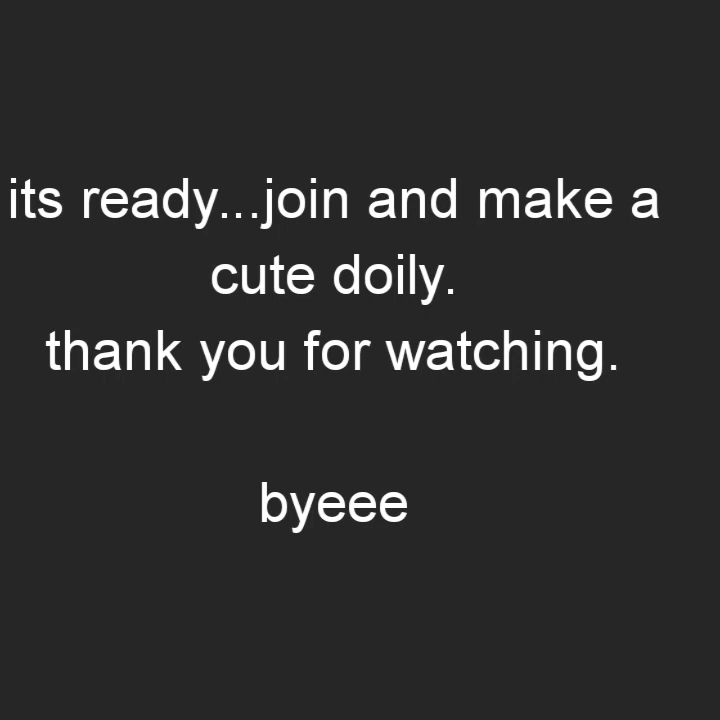 its ready...join and make a
cute doily.
thank you for watching.
byeee